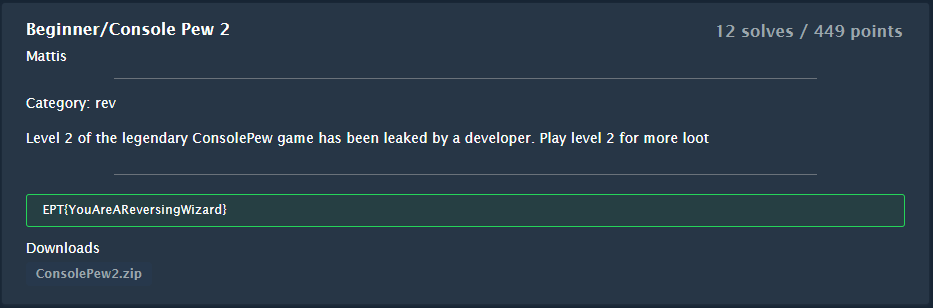 Beginner/Console Pew 2
12 solves / 449 points
Mattis
Category: rev
Level 2 of the legendary ConsolePew game has been leaked by a developer. Play level 2 for more loot
EPT{YouAreAReversingWizard}
Downloads
ConsolePew2.zip